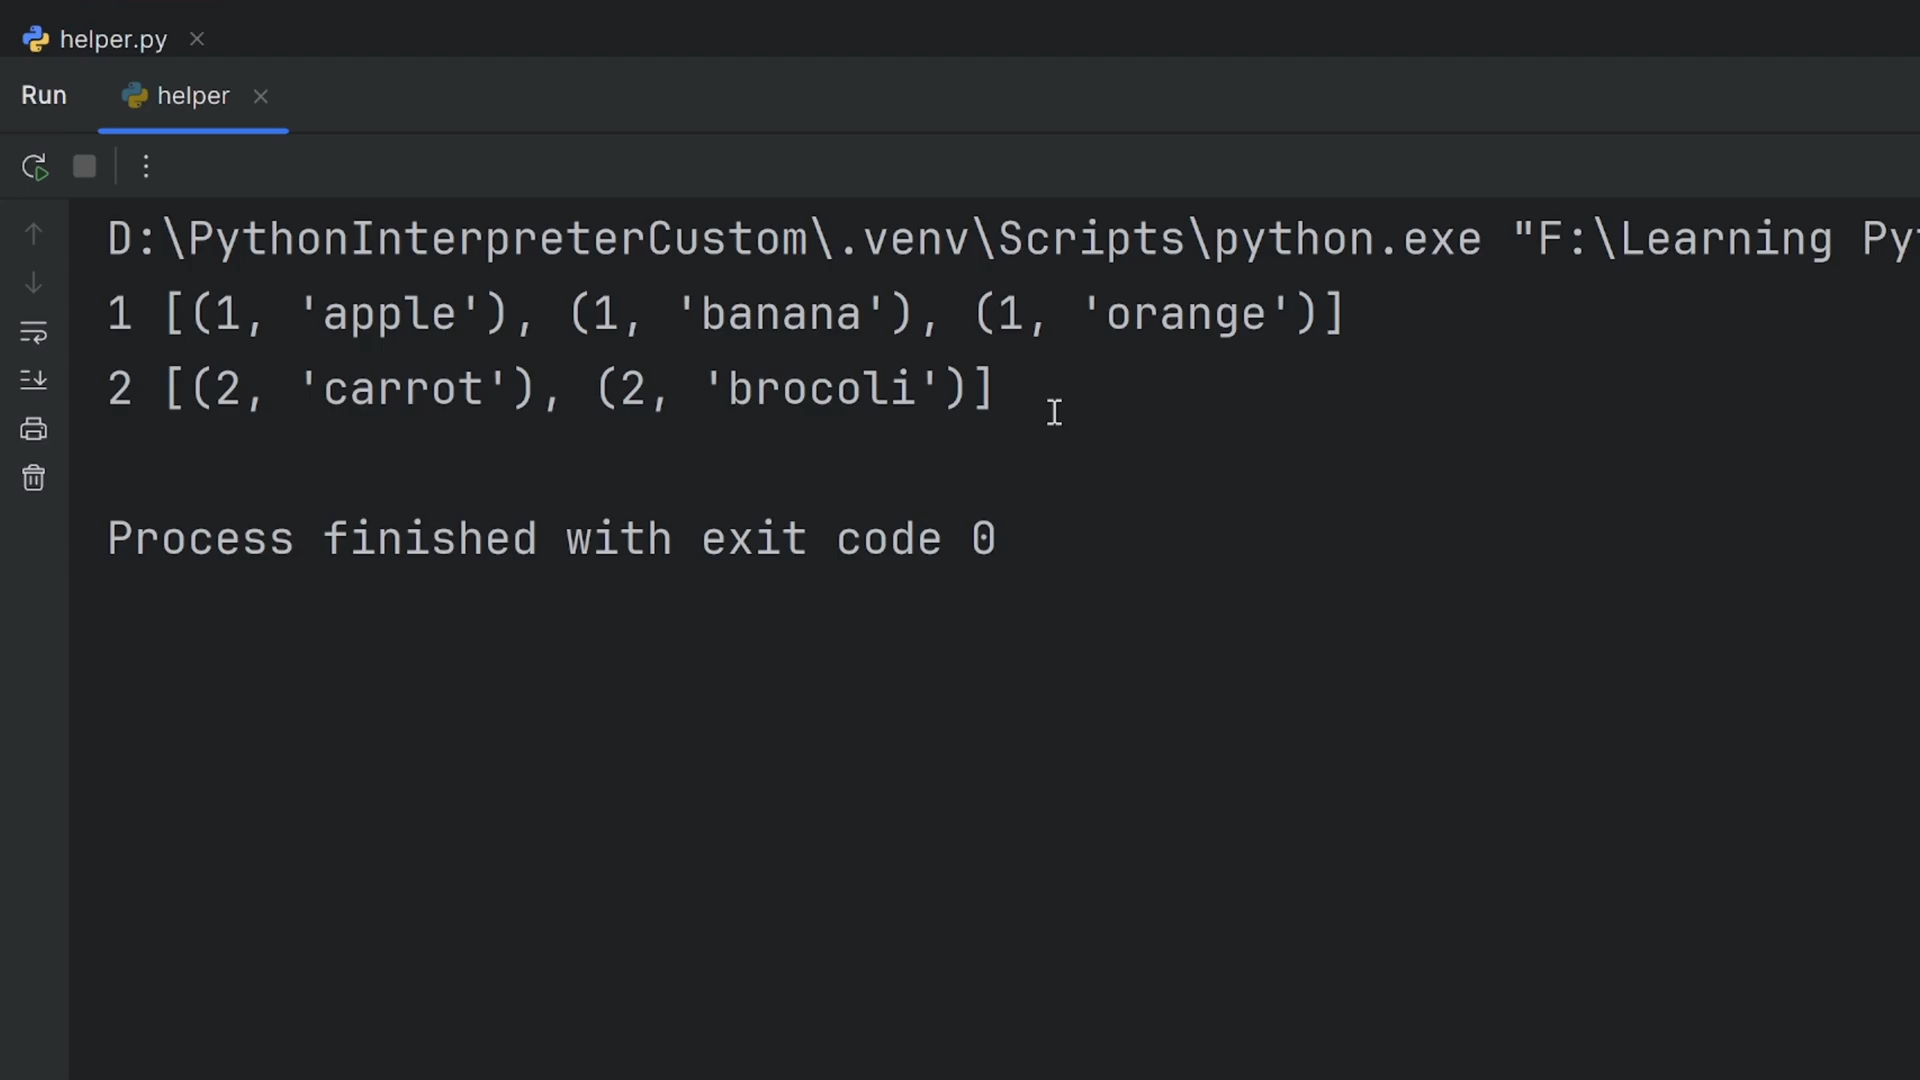 helper.py
Run helper
D:\PythonInterpreterCustom\.venv\Scripts\python.exe "F:\Learning Py
1 [(1, 'apple'), (1, 'banana'), (1, 'orange')]
2 [(2, 'carrot'), (2, 'brocoli')]
Process finished with exit code 0